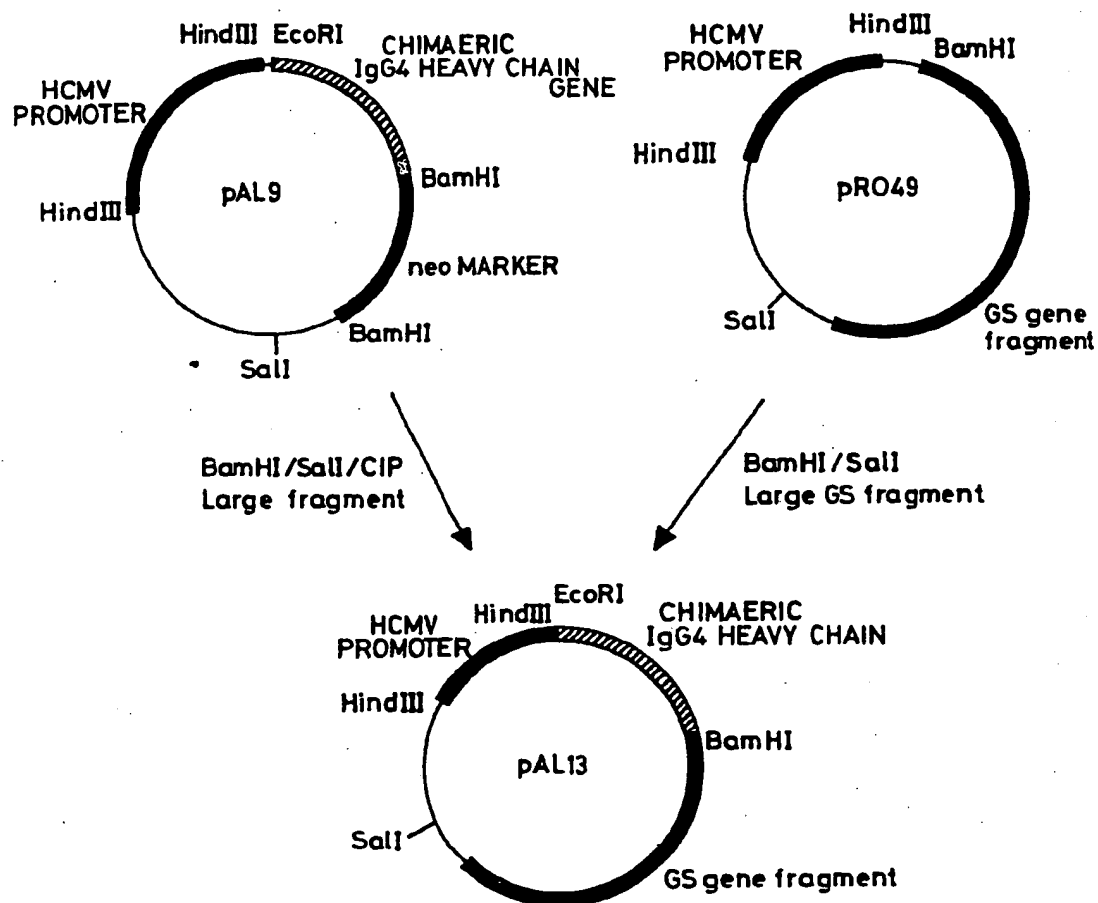 HindIII EcoRI
CHIMAERIC
IgG4 HEAVY CHAIN
GENE
HCMV
PROMOTER
HindIII
pAL9
BamHI
neo MARKER
BamHI
SalI
HCMV
PROMOTER
HindIII
BamHI
HindIII
pRO49
SalI
GS gene
fragment
BamHI/SalI/CIP
Large fragment
BamHI/SalI
Large GS fragment
EcoRI
HindIII
CHIMAERIC
IgG4 HEAVY CHAIN
HCMV
PROMOTER
HindIII
pAL13
BamHI
SalI
GS gene fragment